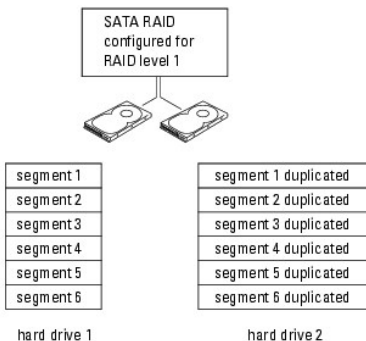 SATA RAID
configured for
RAID level 1
segment 1
segment 2
segment 3
segment 4
segment 5
segment 6
hard drive 1
segment 1 duplicated
segment 2 duplicated
segment 3 duplicated
segment 4 duplicated
segment 5 duplicated
segment 6 duplicated
hard drive 2